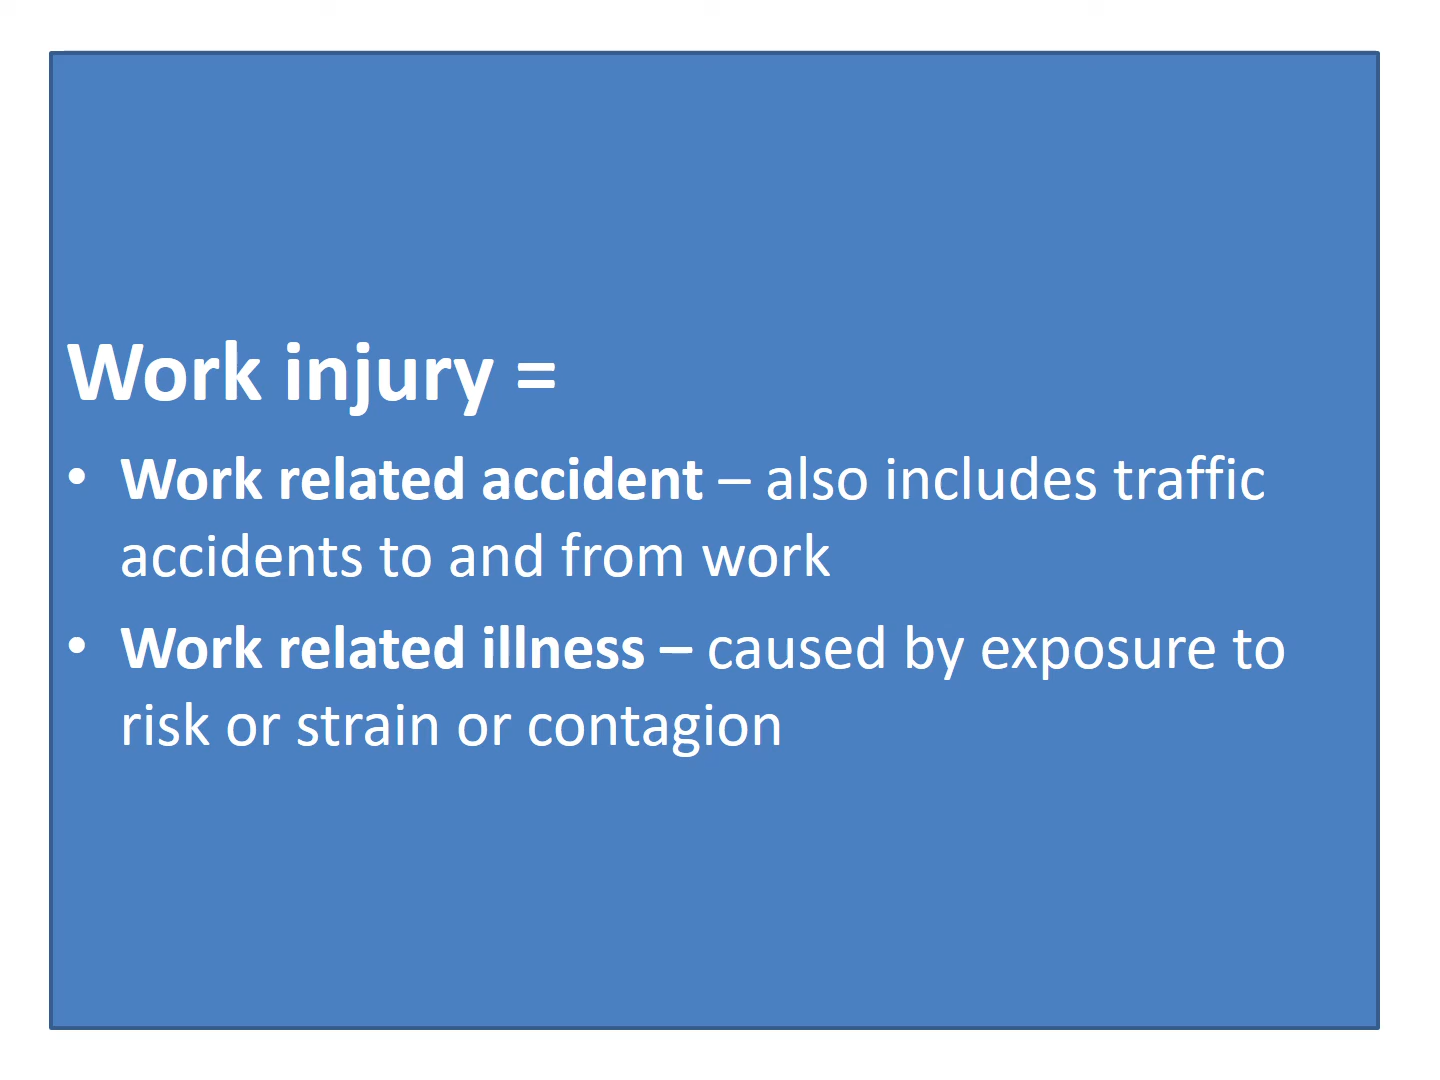 Work injury =
• Work related accident – also includes traffic
accidents to and from work
• Work related illness – caused by exposure to
risk or strain or contagion